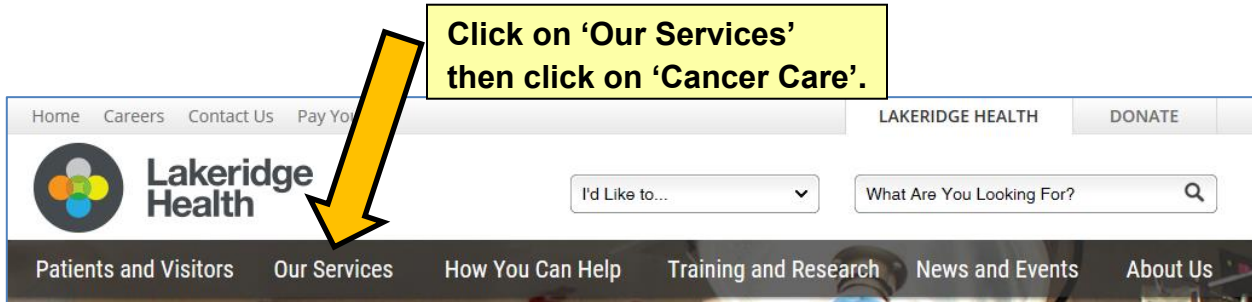 Click on ‘Our Services’
then click on ‘Cancer Care’.
Home Careers Contact Us Pay
LAKERIDGE HEALTH DONATE
Lakeridge
Health
I'd Like to...
What Are You Looking For?
Patients and Visitors Our Services How You Can Help Training and Research News and Events About Us